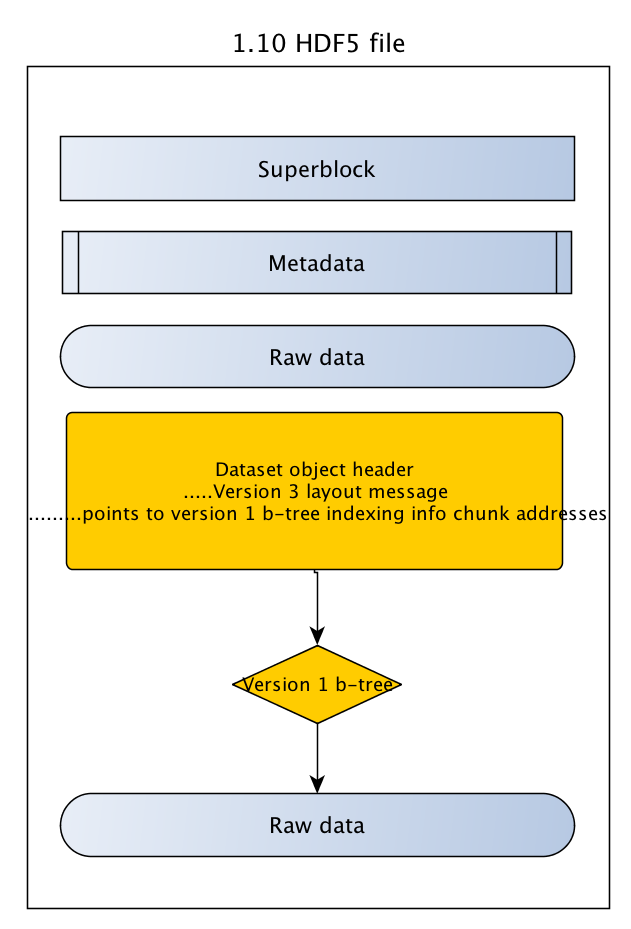 1.10 HDF5 file
Superblock
Metadata
Raw data
Dataset object header
.....Version 3 layout message
.........points to version 1 b-tree indexing info chunk addresses
Version 1 b-tree
Raw data